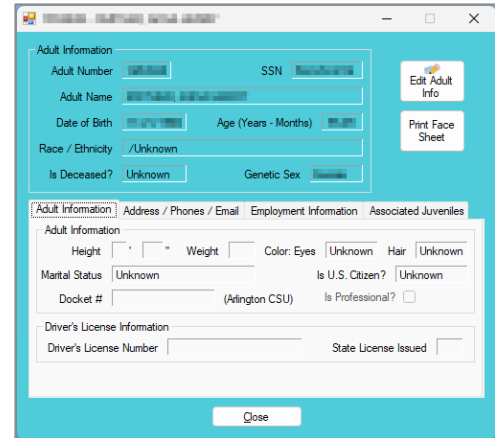 Adult Information
Adult Number SSN
Edit Adult Info
Adult Name
Date of Birth Age (Years - Months)
Print Face Sheet
Race / Ethnicity /Unknown
Is Deceased? Unknown Genetic Sex
Adult Information Address / Phones / Email Employment Information Associated Juveniles
Adult Information
Height ' " Weight Color: Eyes Unknown Hair Unknown
Marital Status Unknown Is U.S. Citizen? Unknown
Docket # (Arlington CSU) Is Professional?
Driver's License Information
Driver's License Number State License Issued
Close